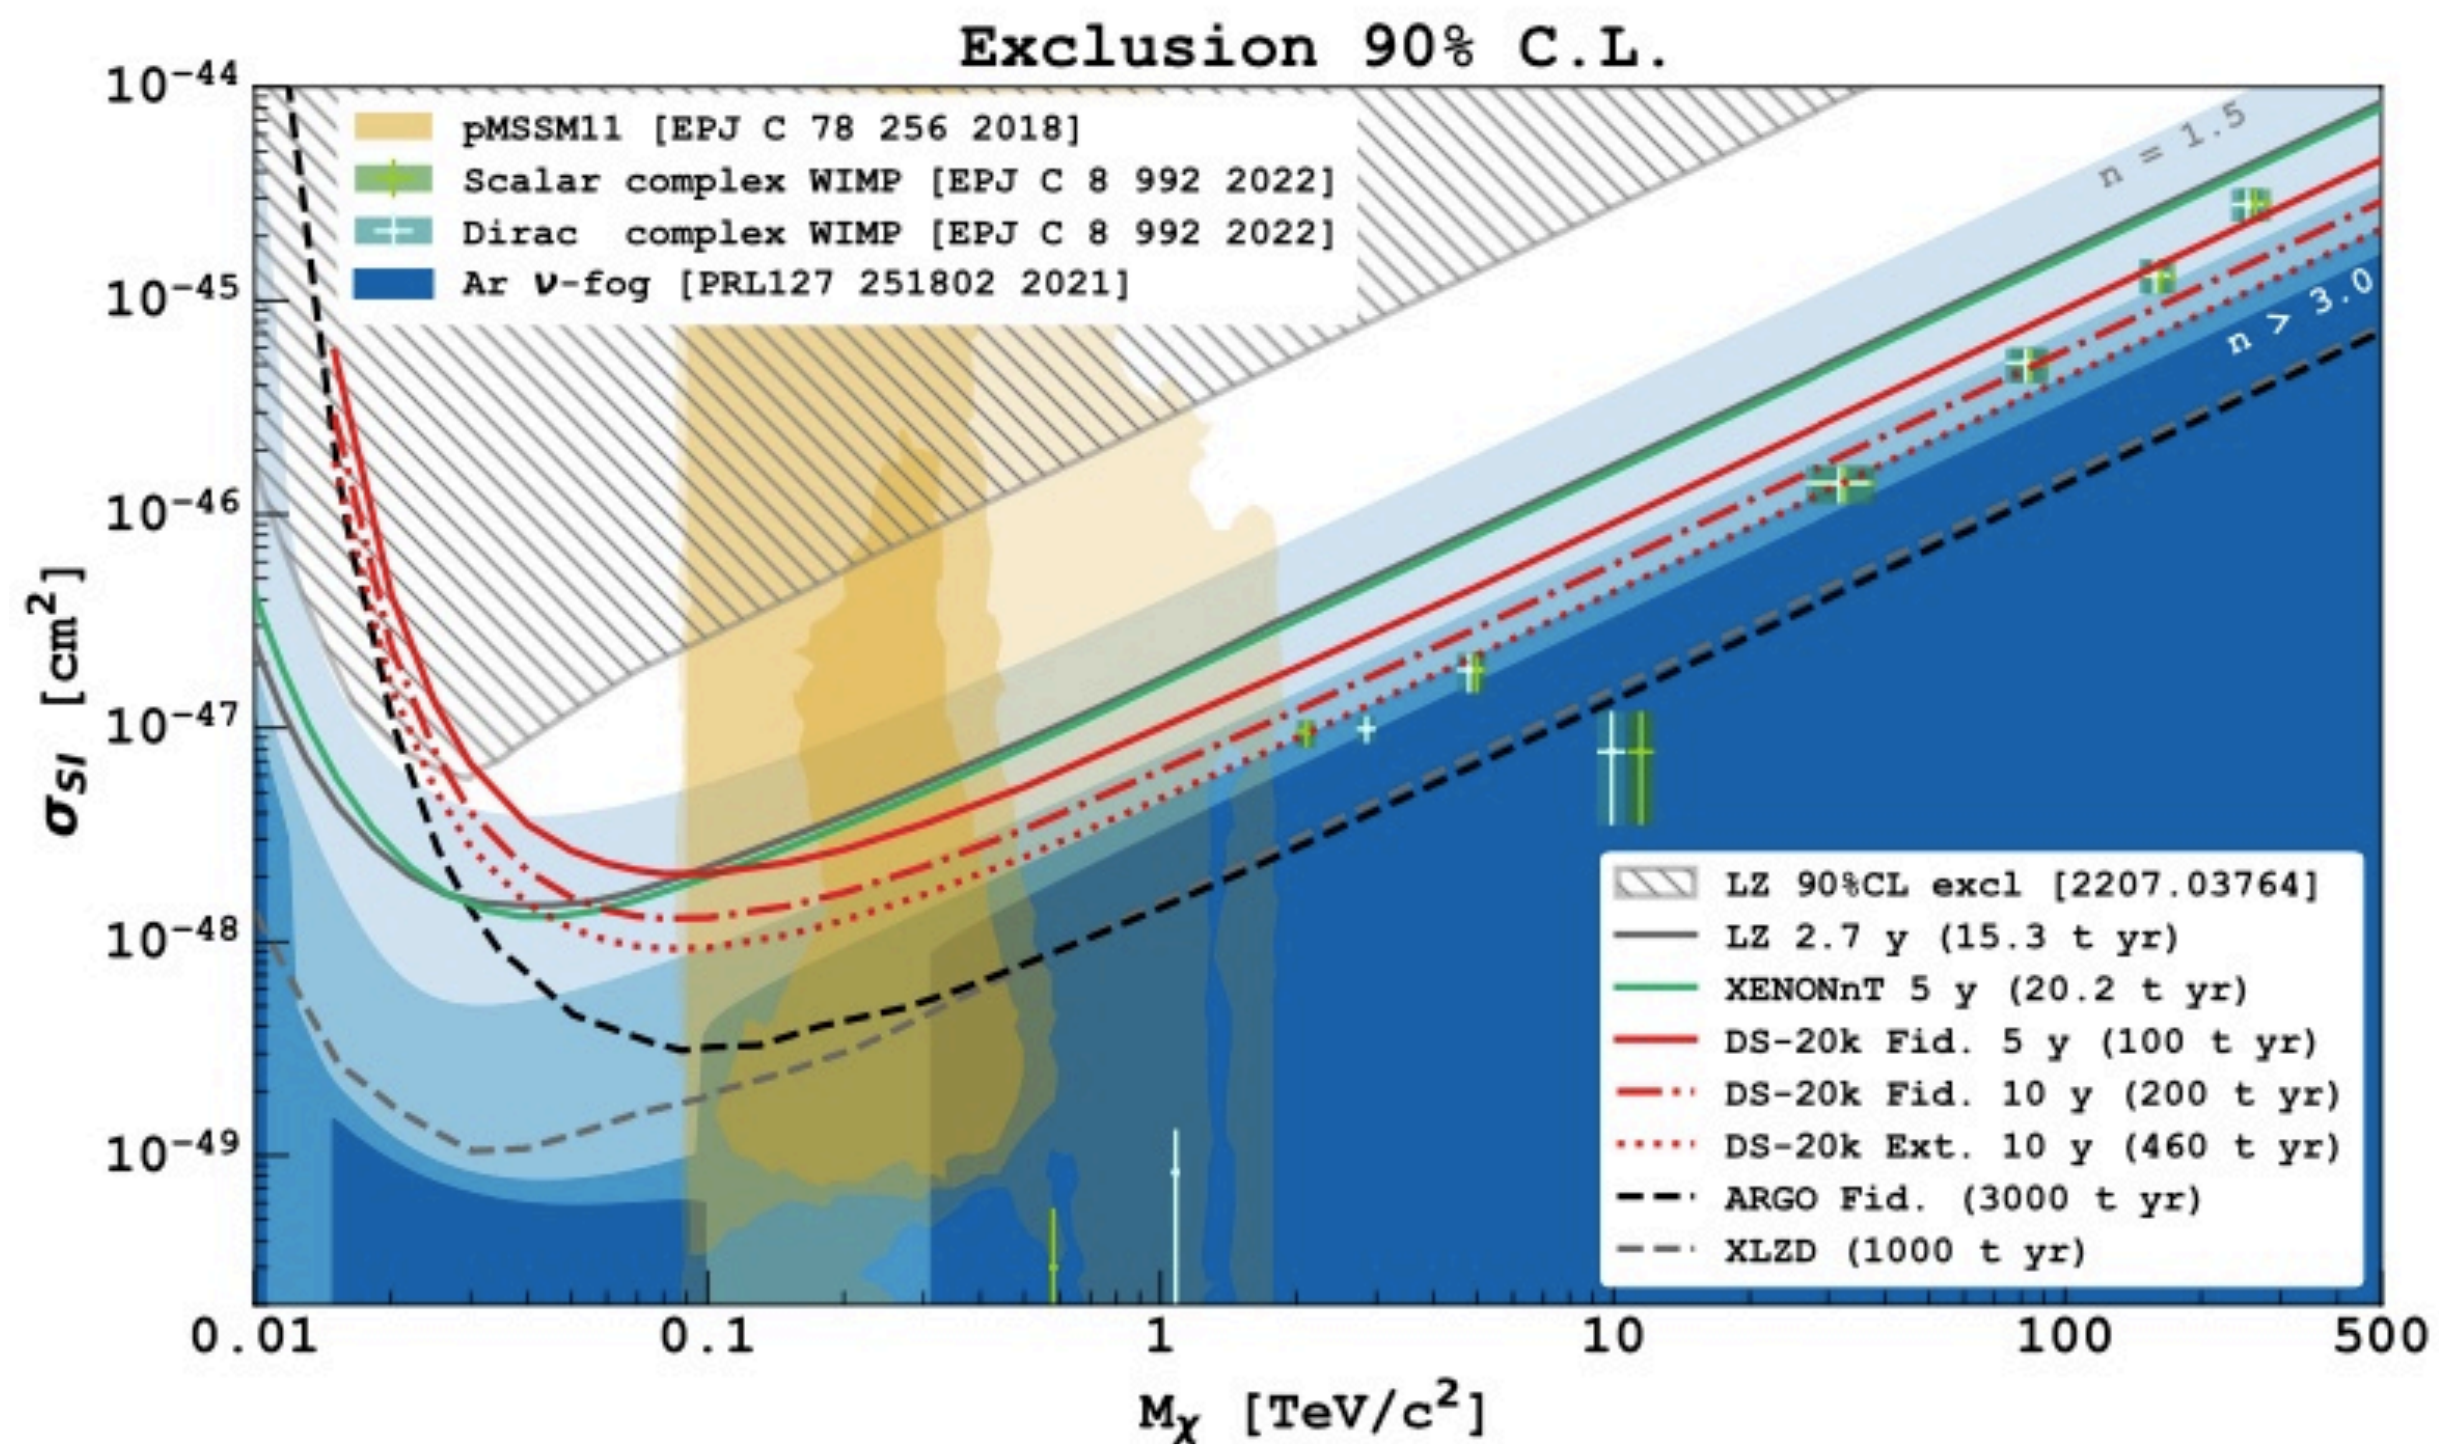 Exclusion 90% C.L.
10⁻⁴⁴
10⁻⁴⁵
10⁻⁴⁶
10⁻⁴⁷
10⁻⁴⁸
10⁻⁴⁹
σ_SI [cm²]
pMSSM11 [EPJ C 78 256 2018]
Scalar complex WIMP [EPJ C 8 992 2022]
Dirac complex WIMP [EPJ C 8 992 2022]
Ar ν-fog [PRL127 251802 2021]
n = 1.5
n > 3.0
LZ 90%CL excl [2207.03764]
LZ 2.7 y (15.3 t yr)
XENONnT 5 y (20.2 t yr)
DS-20k Fid. 5 y (100 t yr)
DS-20k Fid. 10 y (200 t yr)
DS-20k Ext. 10 y (460 t yr)
ARGO Fid. (3000 t yr)
XLZD (1000 t yr)
0.01 0.1 1 10 100 500
M_χ [TeV/c²]